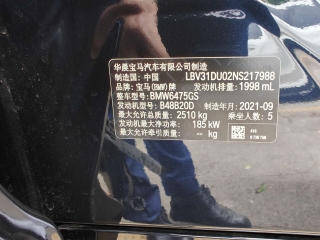 华晨宝马汽车有限公司制造
制造国：中国 LBV31DU02NS217988
品牌：宝马(BMW)牌 发动机排量：1998 mL
整车型号：BMW6475GS
发动机型号：B48B20D 制造年月：2021-09
最大允许总质量：2510 kg 乘坐人数：5
发动机最大净功率：185 kW
最大允许牵引质量：-- kg